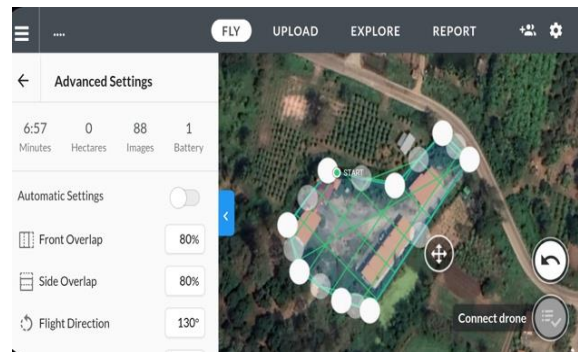 .... FLY UPLOAD EXPLORE REPORT
Advanced Settings
6:57 0 88 1
Minutes Hectares Images Battery
Automatic Settings
Front Overlap 80%
Side Overlap 80%
Flight Direction 130°
START
Connect drone